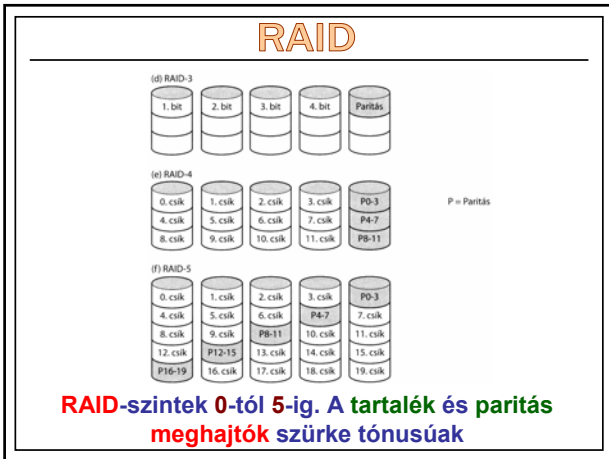 RAID
(d) RAID-3
1. bit 2. bit 3. bit 4. bit Paritás
(e) RAID-4
0. csík 1. csík 2. csík 3. csík P0-3 P = Paritás
4. csík 5. csík 6. csík 7. csík P4-7
8. csík 9. csík 10. csík 11. csík P8-11
(f) RAID-5
0. csík 1. csík 2. csík 3. csík P0-3
4. csík 5. csík 6. csík P4-7 7. csík
8. csík 9. csík P8-11 10. csík 11. csík
12. csík P12-15 13. csík 14. csík 15. csík
P16-19 16. csík 17. csík 18. csík 19. csík
RAID-szintek 0-tól 5-ig. A tartalék és paritás
meghajtók szürke tónusúak